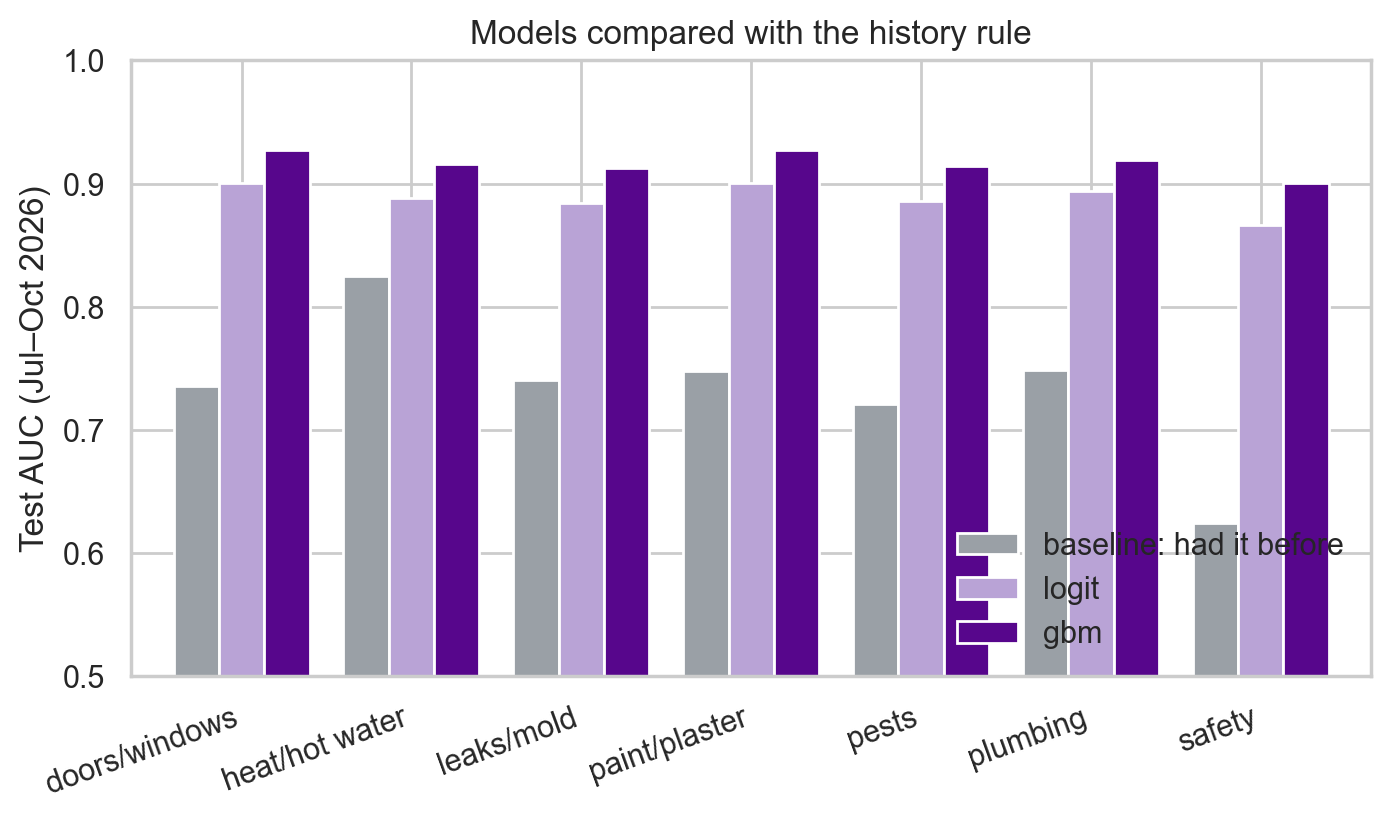 Models compared with the history rule
Test AUC (Jul–Oct 2026)
1.0
0.9
0.8
0.7
0.6
0.5
baseline: had it before
logit
gbm
doors/windows
heat/hot water
leaks/mold
paint/plaster
pests
plumbing
safety